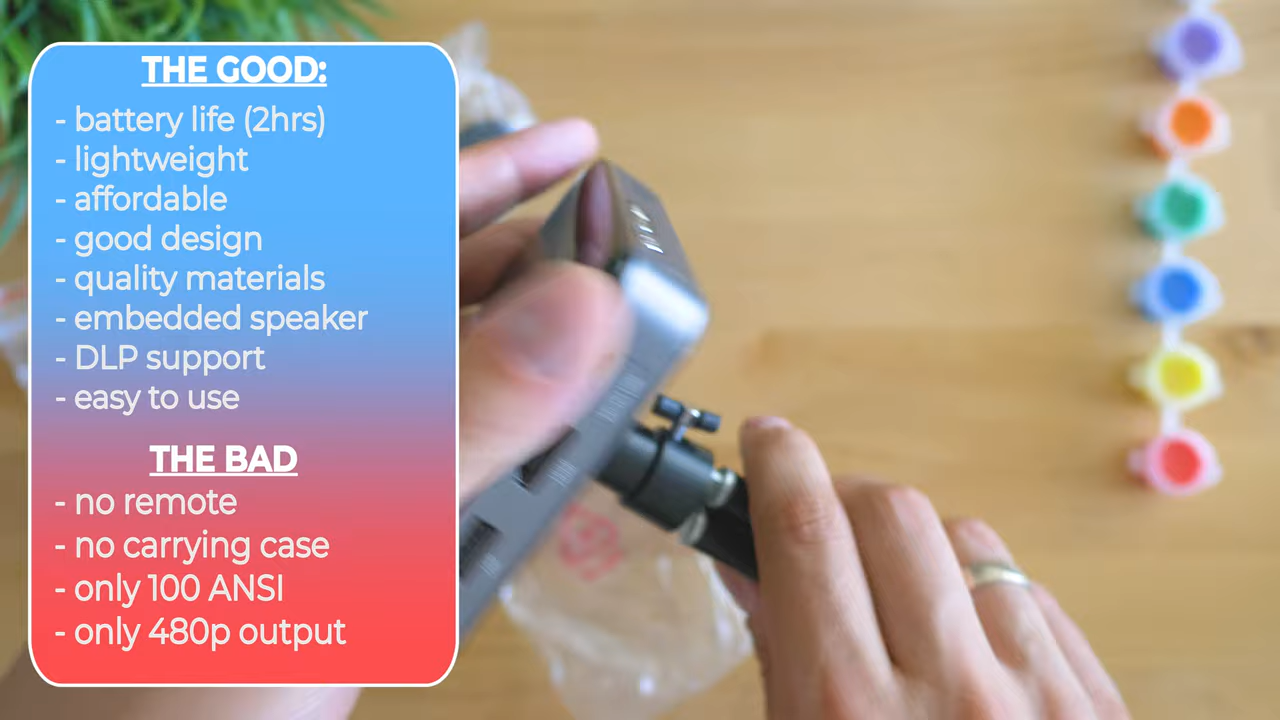 THE GOOD:
- battery life (2hrs)
- lightweight
- affordable
- good design
- quality materials
- embedded speaker
- DLP support
- easy to use
THE BAD
- no remote
- no carrying case
- only 100 ANSI
- only 480p output